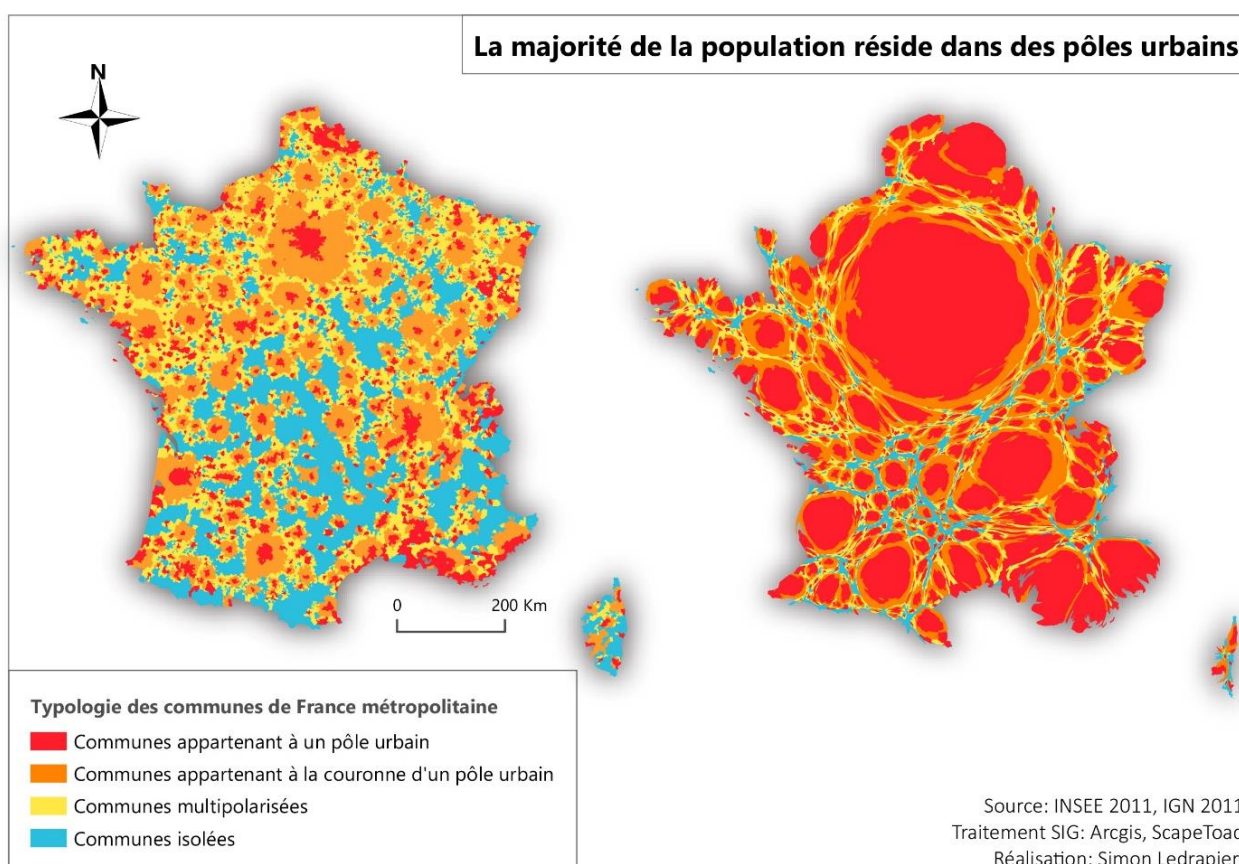 La majorité de la population réside dans des pôles urbains
N
0 200 Km
Typologie des communes de France métropolitaine
Communes appartenant à un pôle urbain
Communes appartenant à la couronne d'un pôle urbain
Communes multipolarisées
Communes isolées
Source: INSEE 2011, IGN 2011
Traitement SIG: Arcgis, ScapeToad
Réalisation: Simon Ledrapier